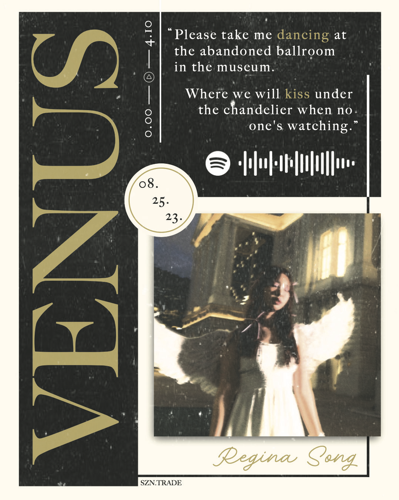 VENUS
0.00
4.10
"Please take me dancing at
the abandoned ballroom
in the museum.
Where we will kiss under
the chandelier when no
one's watching."
08.
25.
23.
Regina Song
SZN.TRADE